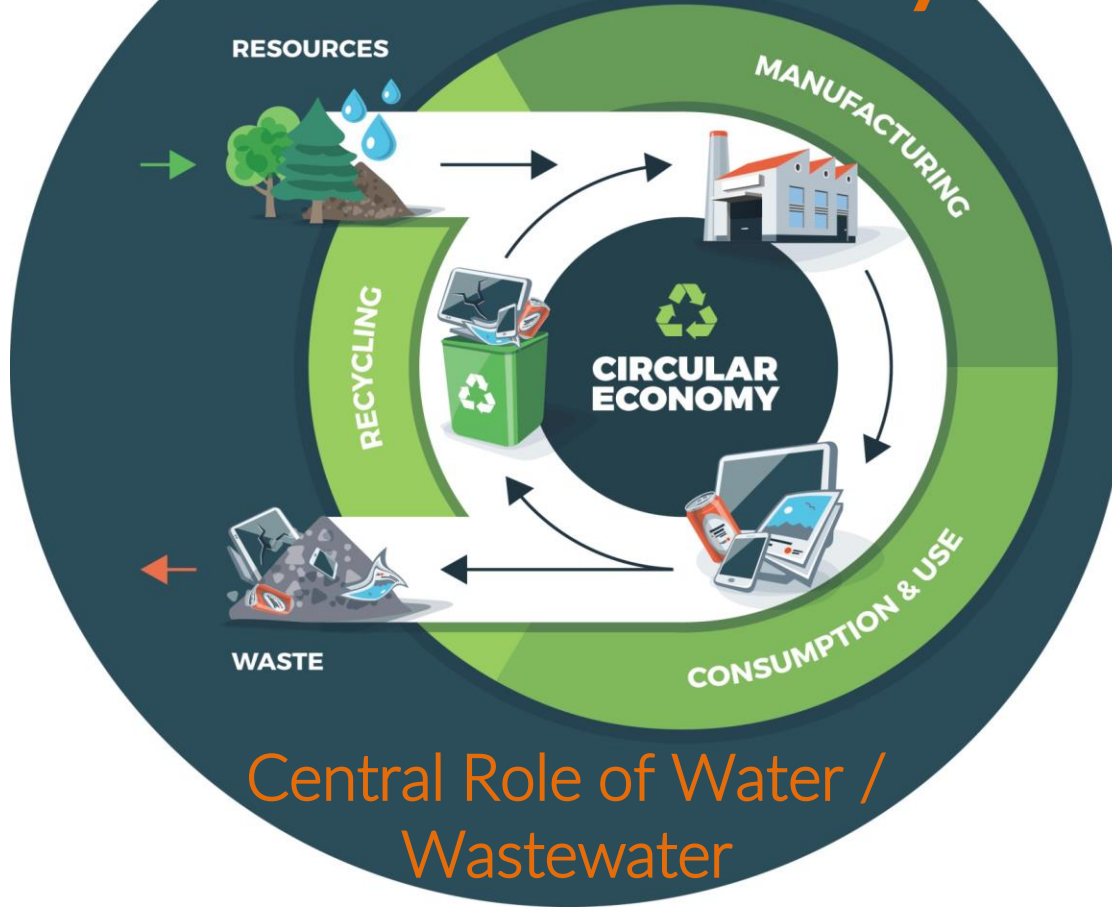 RESOURCES
MANUFACTURING
RECYCLING
CIRCULAR
ECONOMY
CONSUMPTION & USE
WASTE
Central Role of Water /
Wastewater